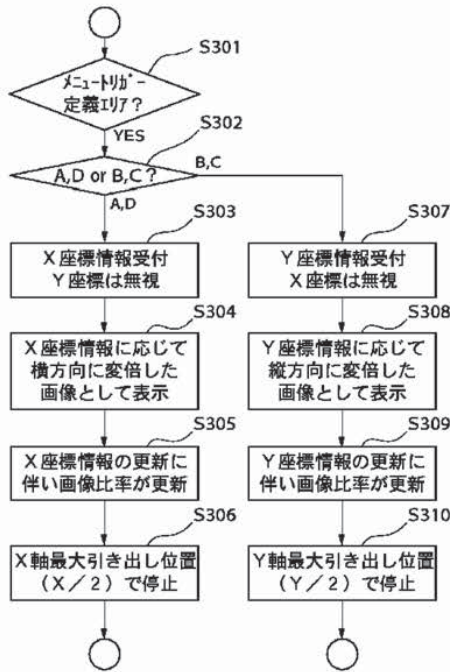 S301
メニュートリガー
定義エリア?
YES
S302
A,D or B,C?
B,C
A,D
S303
X座標情報受付
Y座標は無視
S304
X座標情報に応じて
横方向に変倍した
画像として表示
S305
X座標情報の更新に
伴い画像比率が更新
S306
X軸最大引き出し位置
(X/2)で停止
S307
Y座標情報受付
X座標は無視
S308
Y座標情報に応じて
縦方向に変倍した
画像として表示
S309
Y座標情報の更新に
伴い画像比率が更新
S310
Y軸最大引き出し位置
(Y/2)で停止